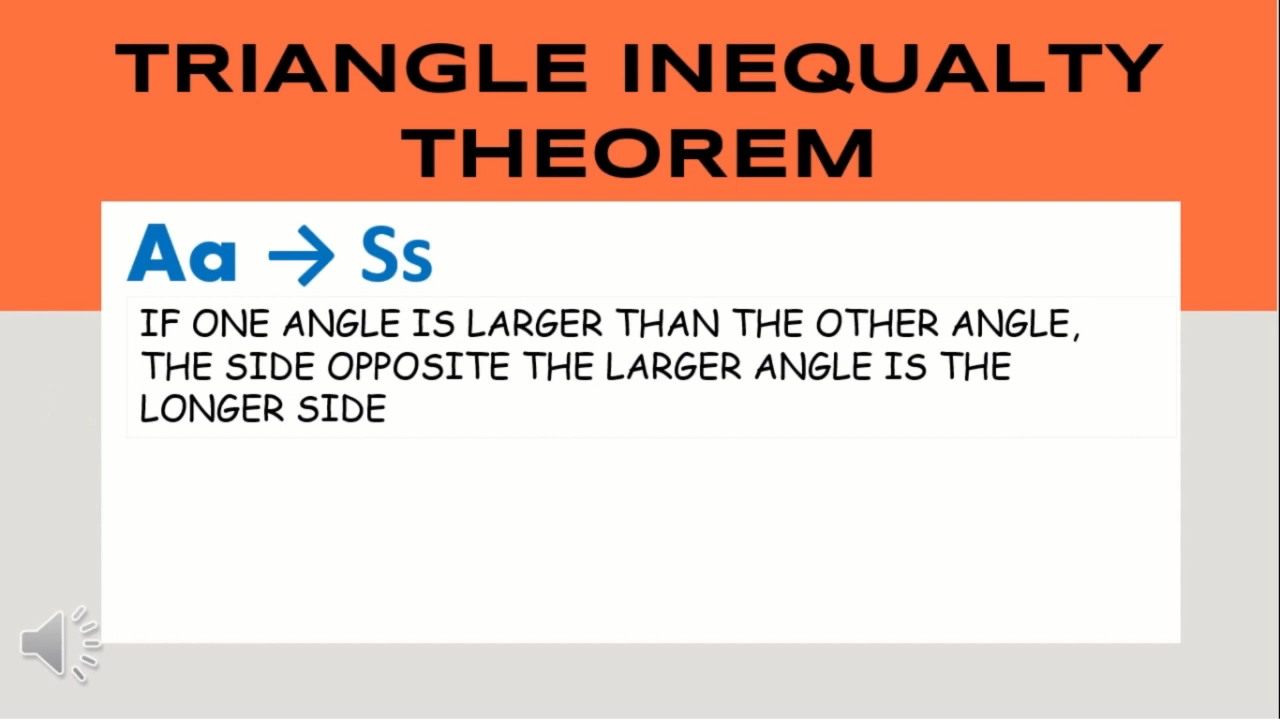 TRIANGLE INEQUALTY
THEOREM
Aa → Ss
IF ONE ANGLE IS LARGER THAN THE OTHER ANGLE,
THE SIDE OPPOSITE THE LARGER ANGLE IS THE
LONGER SIDE